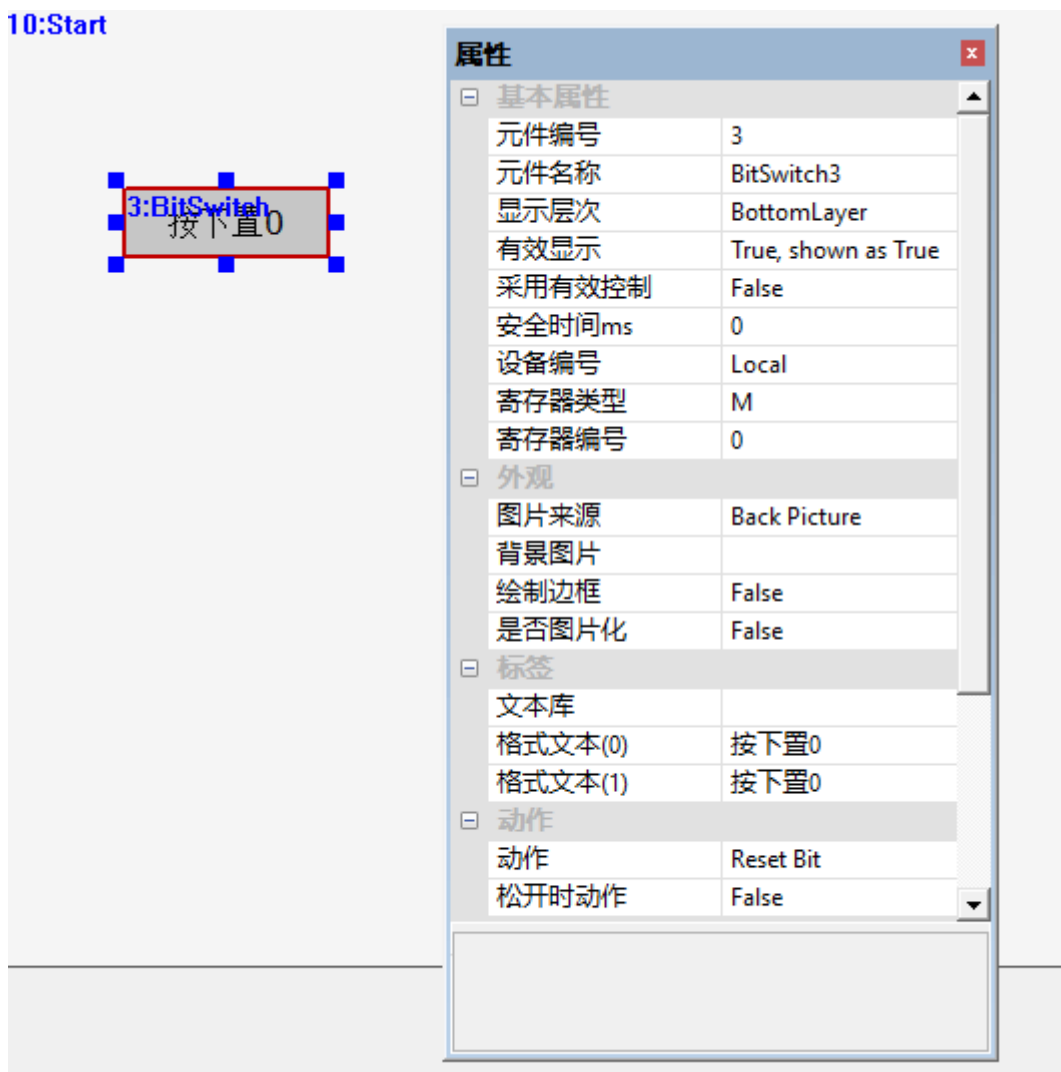 10:Start
3:BitSwitch
按下置0
属性
基本属性
元件编号 3
元件名称 BitSwitch3
显示层次 BottomLayer
有效显示 True, shown as True
采用有效控制 False
安全时间ms 0
设备编号 Local
寄存器类型 M
寄存器编号 0
外观
图片来源 Back Picture
背景图片
绘制边框 False
是否图片化 False
标签
文本库
格式文本(0) 按下置0
格式文本(1) 按下置0
动作
动作 Reset Bit
松开时动作 False